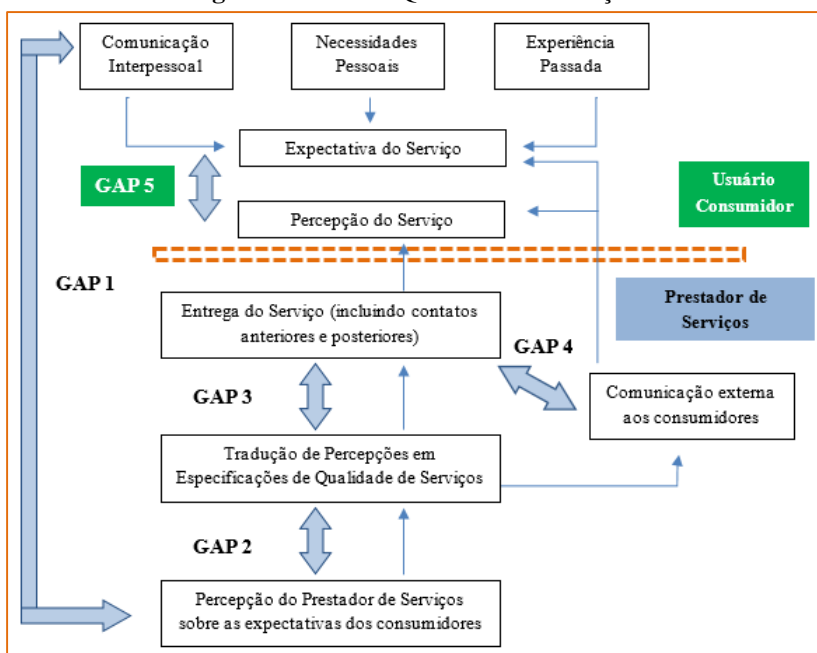 Comunicação
Interpessoal
Necessidades
Pessoais
Experiência
Passada
Expectativa do Serviço
GAP 5
Usuário
Consumidor
Percepção do Serviço
GAP 1
Prestador de
Serviços
Entrega do Serviço (incluindo contatos
anteriores e posteriores)
GAP 4
GAP 3
Comunicação externa
aos consumidores
Tradução de Percepções em
Especificações de Qualidade de Serviços
GAP 2
Percepção do Prestador de Serviços
sobre as expectativas dos consumidores